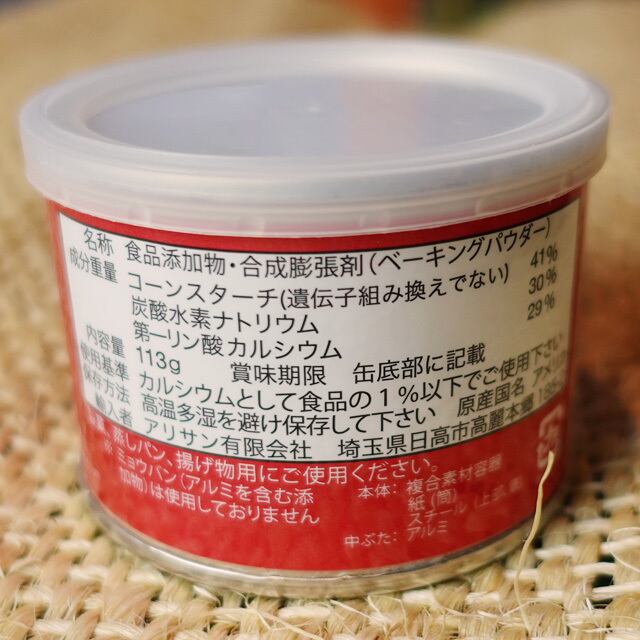 名称 食品添加物・合成膨張剤(ベーキングパウダー)
成分重量 コーンスターチ(遺伝子組み換えでない) 41%
炭酸水素ナトリウム 30%
第一リン酸カルシウム 29%
内容量 113g 賞味期限 缶底部に記載
使用基準 カルシウムとして食品の1%以下でご使用下さい
保存方法 高温多湿を避け保存して下さい 原産国名 アメリ
輸入者 アリサン有限会社 埼玉県日高市高麗本郷
蒸しパン、揚げ物用にご使用ください。
ミョウバン(アルミを含む添
加物)は使用しておりません
本体: 複合素材容器
紙(筒)
スチール
中ぶた: アルミ